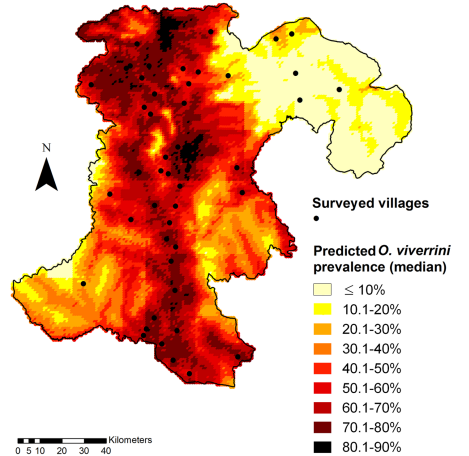 N
Surveyed villages
Predicted O. viverrini
prevalence (median)
≤ 10%
10.1-20%
20.1-30%
30.1-40%
40.1-50%
50.1-60%
60.1-70%
70.1-80%
80.1-90%
Kilometers
0 5 10 20 30 40